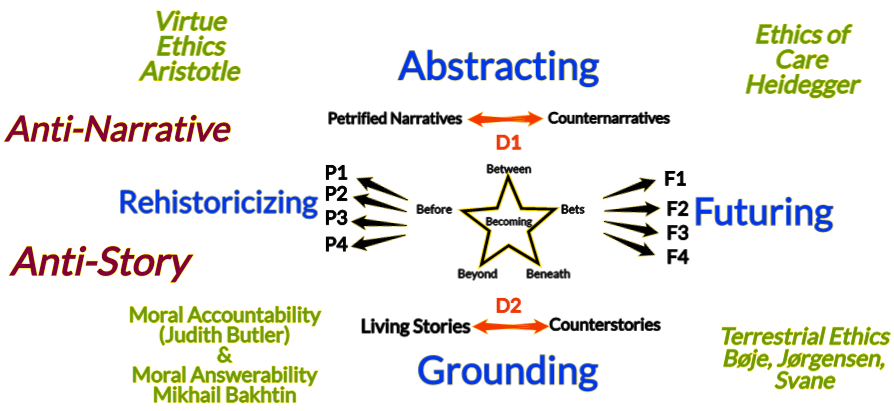 Virtue
Ethics
Aristotle
Ethics of
Care
Heidegger
Abstracting
Anti-Narrative
Petrified Narratives
Counternarratives
D1
Between
P1
P2
P3
P4
Rehistoricizing
Before
Becoming
Bets
F1
F2
F3
F4
Futuring
Anti-Story
Beyond
Beneath
D2
Living Stories
Counterstories
Grounding
Moral Accountability
(Judith Butler)
&
Moral Answerability
Mikhail Bakhtin
Terrestrial Ethics
Bøje, Jørgensen,
Svane